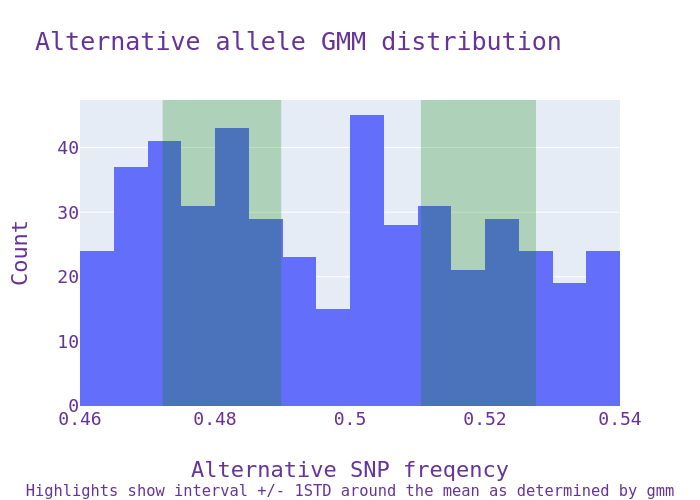 Alternative allele GMM distribution
Count
40
30
20
10
0
0.46 0.48 0.5 0.52 0.54
Alternative SNP freqency
Highlights show interval +/- 1STD around the mean as determined by gmm